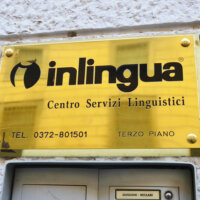 inlingua®
Centro Servizi Linguistici
TEL. 0372-801501 TERZO PIANO